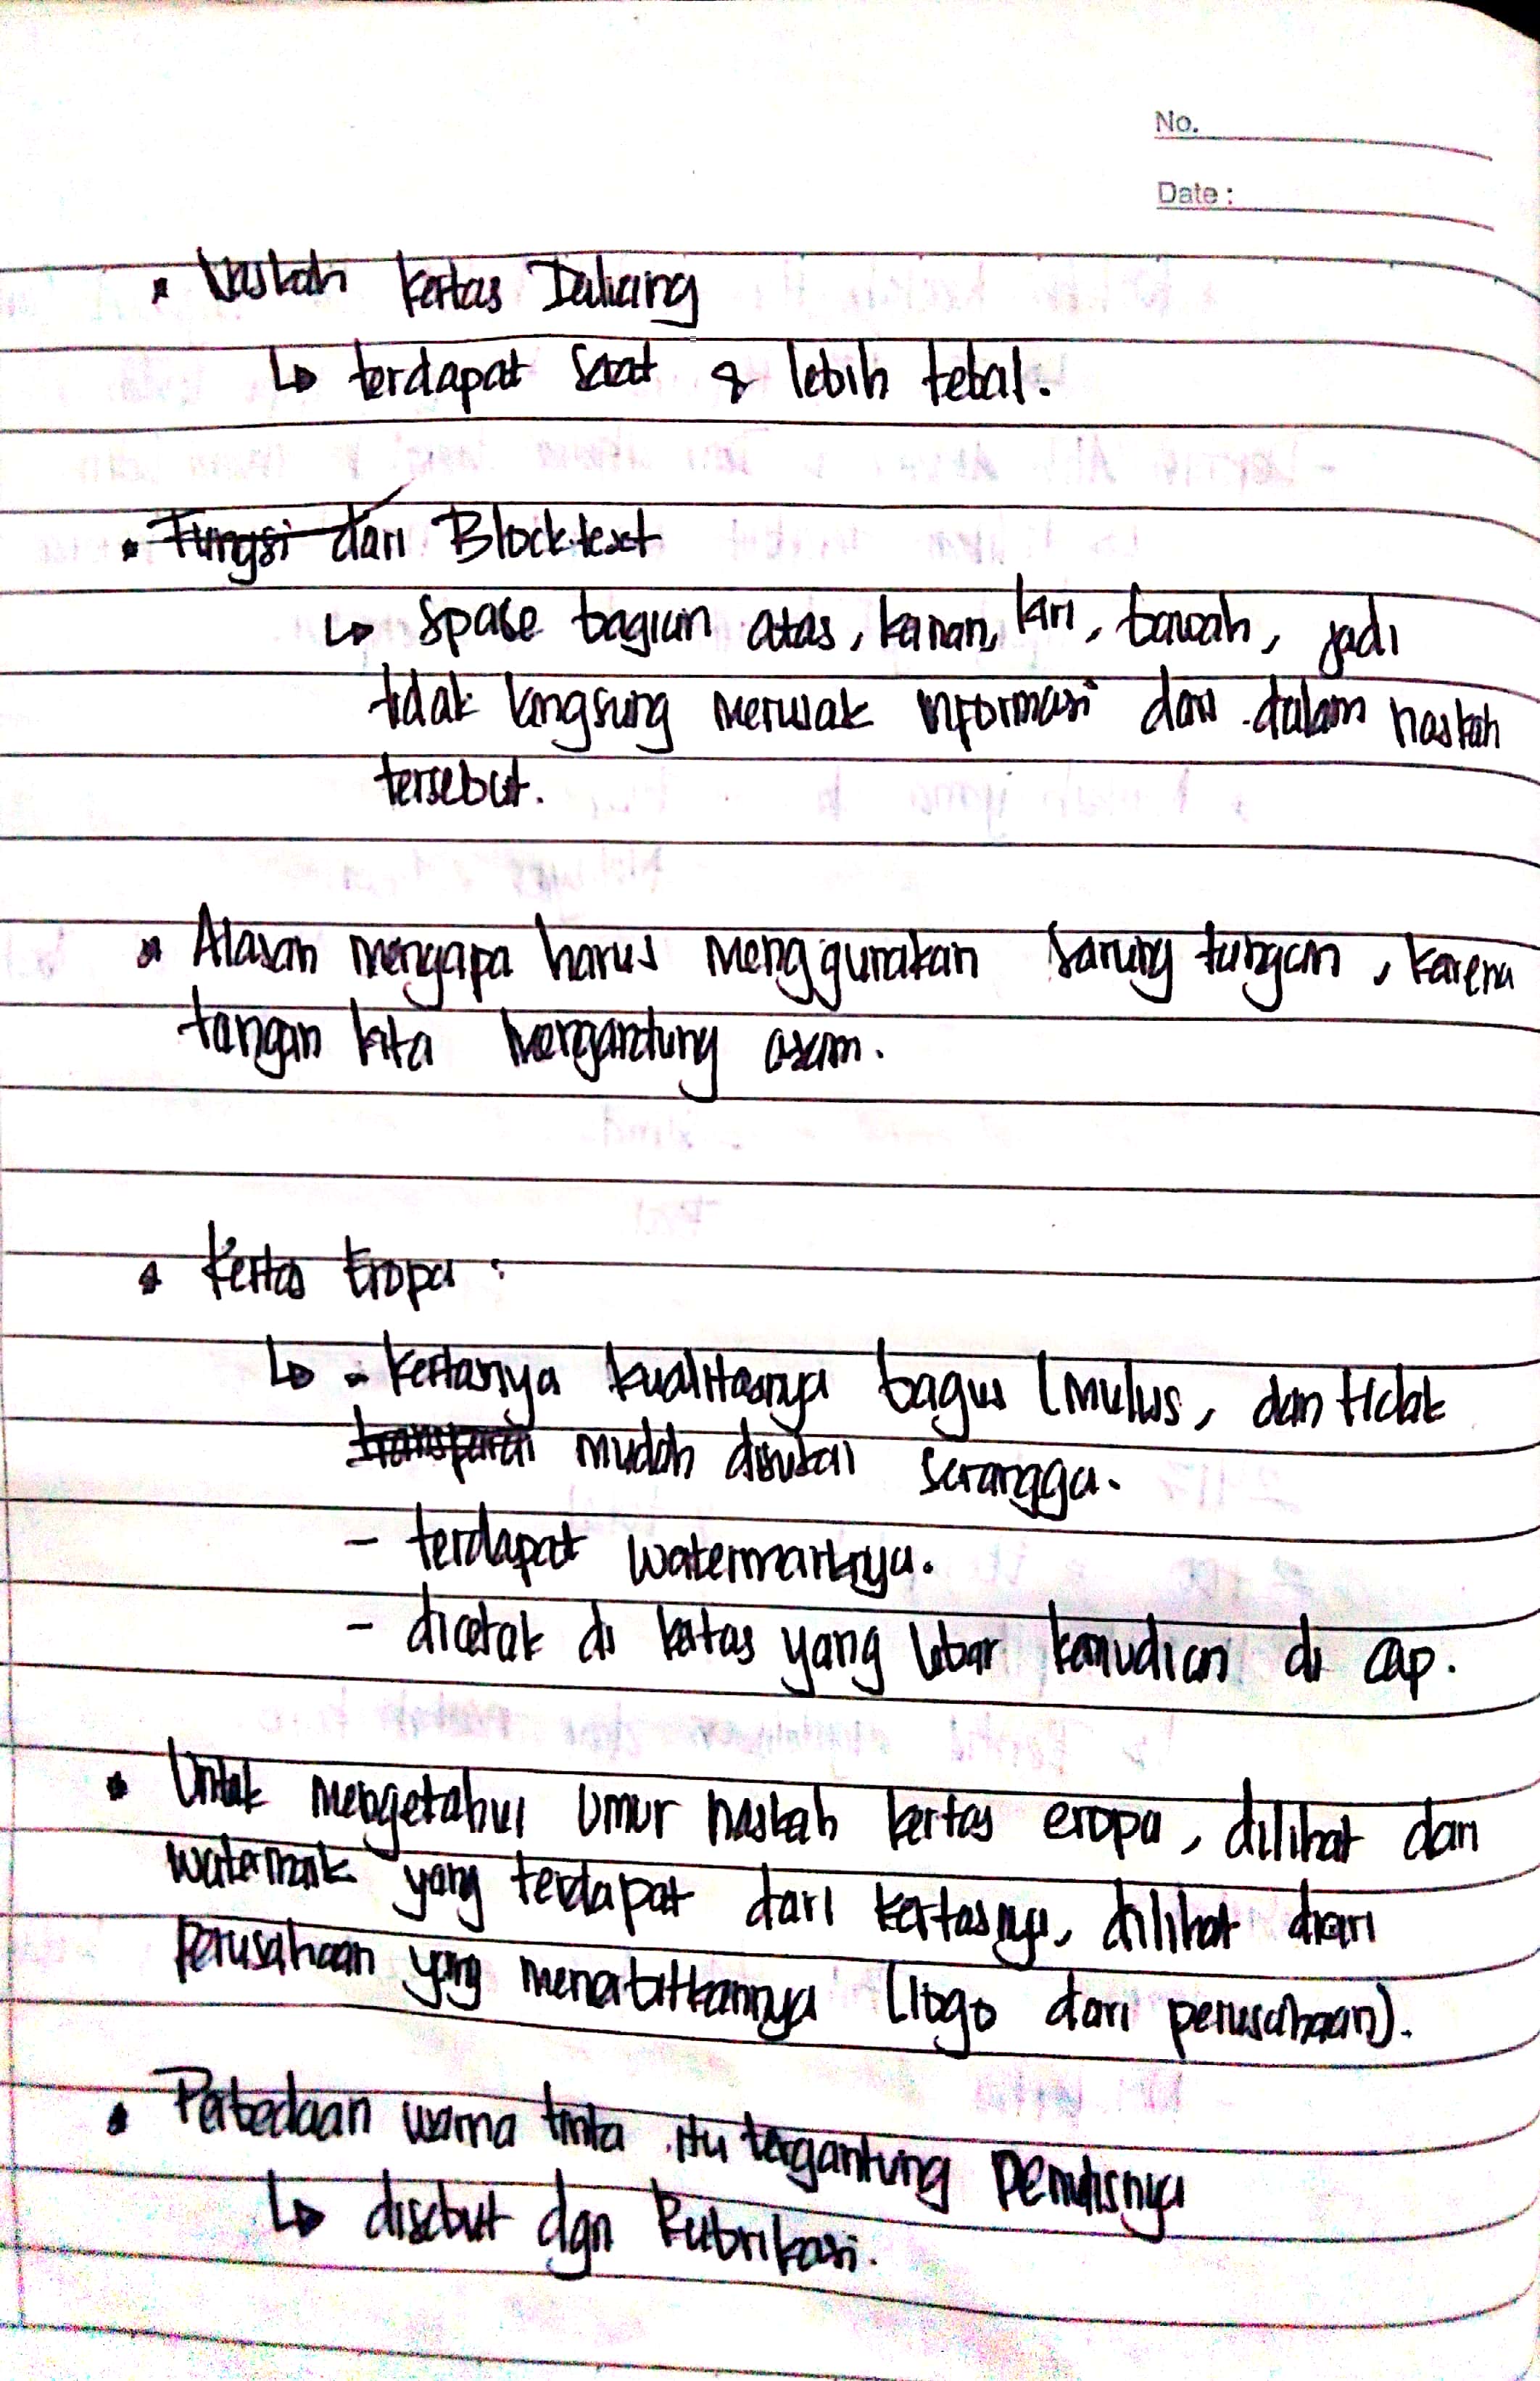 No.
Date :
* Naskah kertas Daluang
↳ terdapat serat & lebih tebal.
• Fungsi dari Blocktext
↳ Space bagian atas, kanan, kiri, bawah, jadi
tidak langsung merusak informasi dari dalam naskah
tersebut.
* Alasan mengapa harus menggunakan sarung tangan, karena
tangan kita mengandung asam.
* Kertas Eropa :
↳ - kertasnya kualitasnya bagus (mulus, dan tidak
transparan mudah disukai serangga.
- terdapat watermarknya.
- dicetak di kertas yang lebar kemudian di cap.
* Untuk mengetahui umur naskah kertas eropa, dilihat dari
watermark yang terdapat dari kertasnya, dilihat dari
perusahaan yang menerbitkannya (logo dari perusahaan).
* Perbedaan warna tinta itu tergantung penulisnya
↳ disebut dgn Rubrikasi.